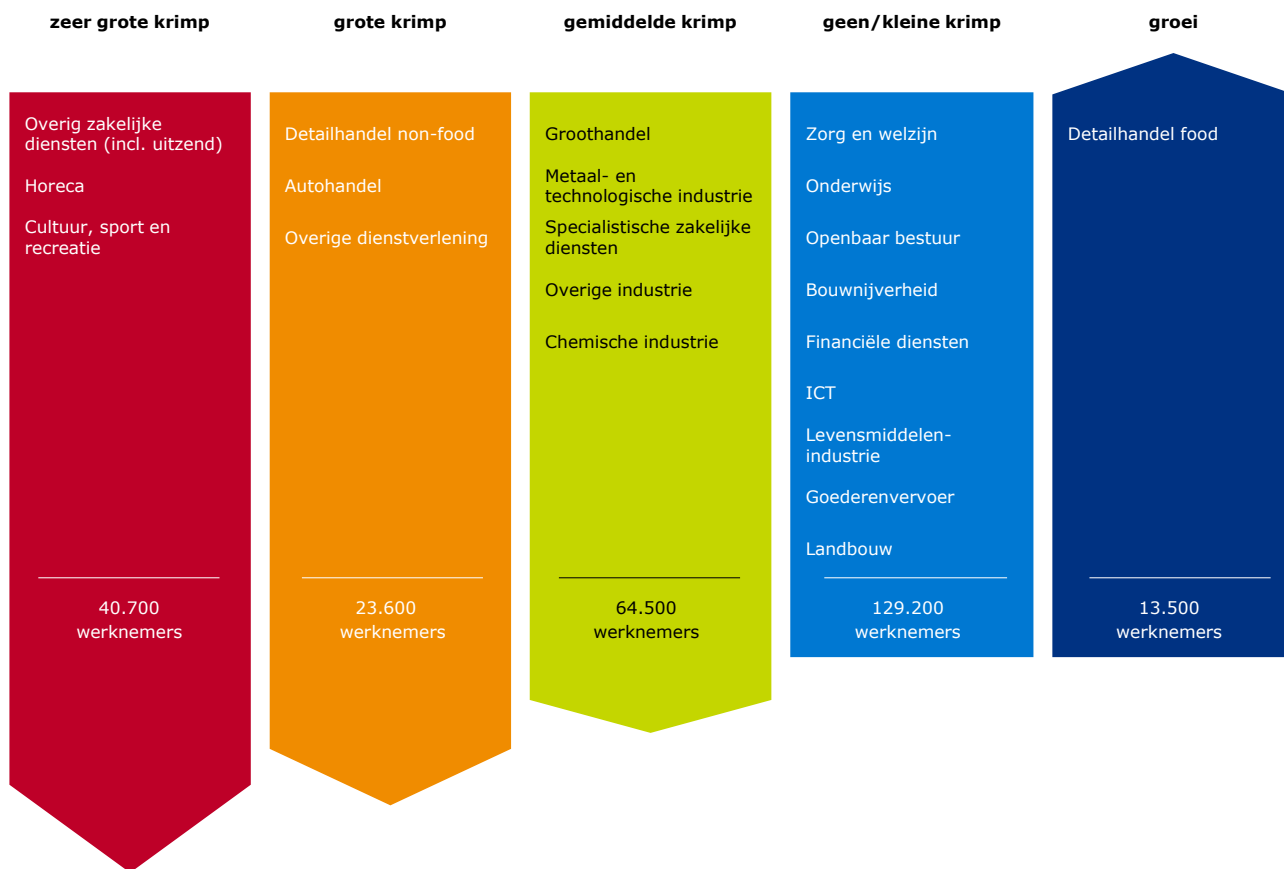 zeer grote krimp
grote krimp
gemiddelde krimp
geen/kleine krimp
groei
Overig zakelijke
diensten (incl. uitzend)
Horeca
Cultuur, sport en
recreatie
40.700
werknemers
Detailhandel non-food
Autohandel
Overige dienstverlening
23.600
werknemers
Groothandel
Metaal- en
technologische industrie
Specialistische zakelijke
diensten
Overige industrie
Chemische industrie
64.500
werknemers
Zorg en welzijn
Onderwijs
Openbaar bestuur
Bouwnijverheid
Financiële diensten
ICT
Levensmiddelen-
industrie
Goederenvervoer
Landbouw
129.200
werknemers
Detailhandel food
13.500
werknemers